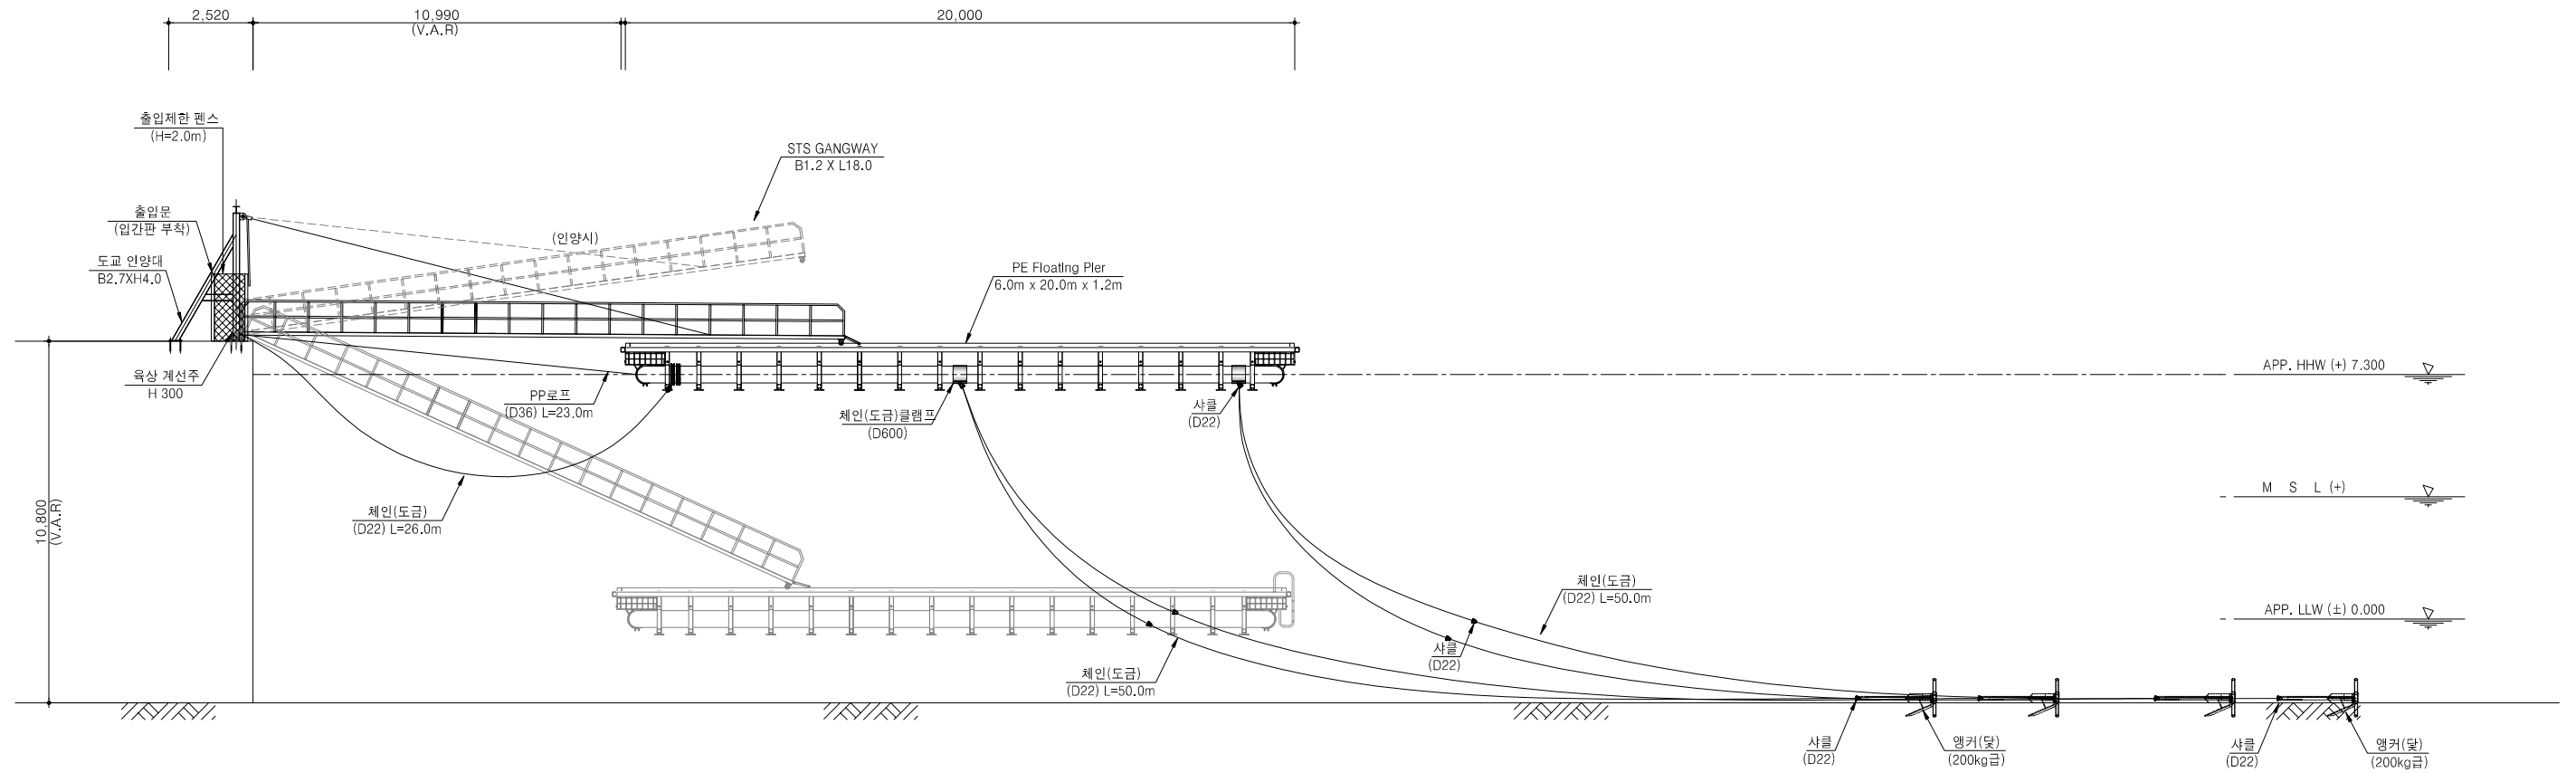 2,520
10,990
(V.A.R)
20,000
출입제한 펜스
(H=2.0m)
STS GANGWAY
B1.2 X L18.0
출입문
(입간판 부착)
(인양시)
도교 인양대
B2.7XH4.0
PE Floating Pier
6.0m x 20.0m x 1.2m
육상 계선주
H 300
PP로프
(D36) L=23.0m
체인(도금)클램프
(D600)
샤클
(D22)
APP. HHW (+) 7.300
M S L (+)
10,800
(V.A.R)
체인(도금)
(D22) L=26.0m
체인(도금)
(D22) L=50.0m
APP. LLW (±) 0.000
샤클
(D22)
체인(도금)
(D22) L=50.0m
샤클
(D22)
앵커(닻)
(200kg급)
샤클
(D22)
앵커(닻)
(200kg급)